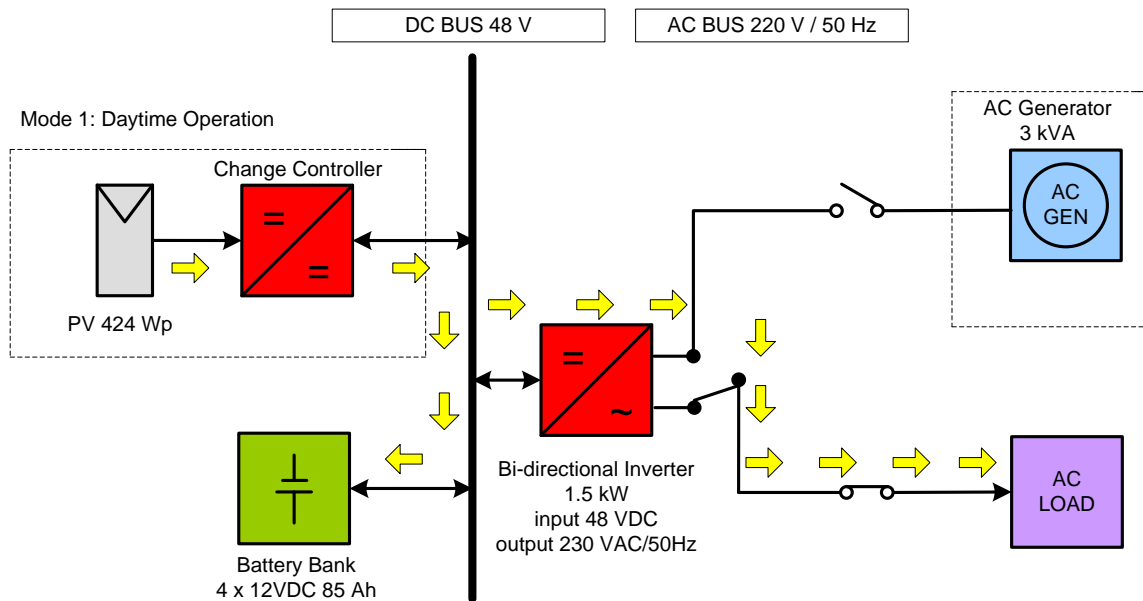 DC BUS 48 V
AC BUS 220 V / 50 Hz
Mode 1: Daytime Operation
AC Generator
3 kVA
Change Controller
=
=
AC
GEN
PV 424 Wp
=
~
Bi-directional Inverter
1.5 kW
input 48 VDC
output 230 VAC/50Hz
AC
LOAD
Battery Bank
4 x 12VDC 85 Ah